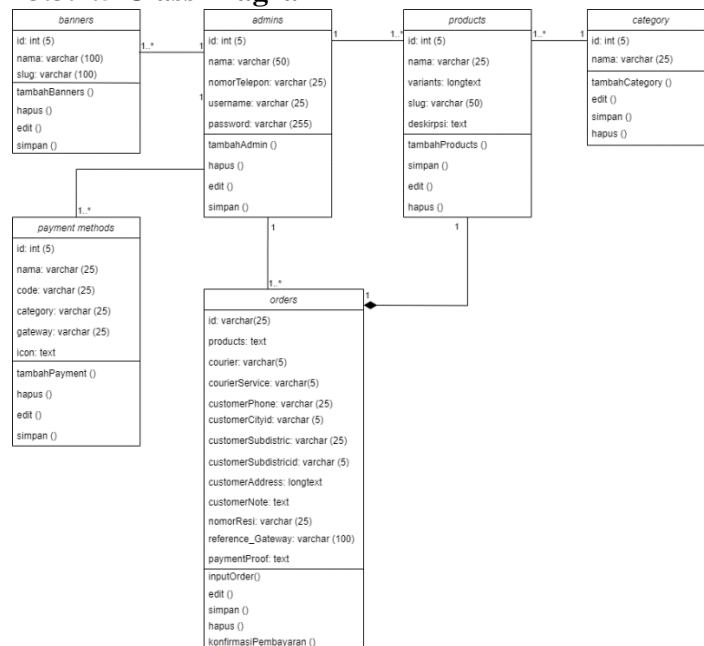 banners
id: int (5)
nama: varchar (100)
slug: varchar (100)
tambahBanners ()
hapus ()
edit ()
simpan ()
1..*
1
admins
id: int (5)
nama: varchar (50)
nomorTelepon: varchar (25)
username: varchar (25)
password: varchar (255)
tambahAdmin ()
hapus ()
edit ()
simpan ()
1
1
1..*
products
id: int (5)
nama: varchar (25)
variants: longtext
slug: varchar (50)
deskirpsi: text
tambahProducts ()
simpan ()
edit ()
hapus ()
1..*
1
category
id: int (5)
nama: varchar (25)
tambahCategory ()
edit ()
simpan ()
hapus ()
1..*
payment methods
id: int (5)
nama: varchar (25)
code: varchar (25)
category: varchar (25)
gateway: varchar (25)
icon: text
tambahPayment ()
hapus ()
edit ()
simpan ()
1
1..*
1
1
orders
id: varchar(25)
products: text
courier: varchar(5)
courierService: varchar(5)
customerPhone: varchar (25)
customerCityid: varchar (5)
customerSubdistric: varchar (25)
customerSubdistricid: varchar (5)
customerAddress: longtext
customerNote: text
nomorResi: varchar (25)
reference_Gateway: varchar (100)
paymentProof: text
inputOrder()
edit ()
simpan ()
hapus ()
konfirmasiPembayaran ()